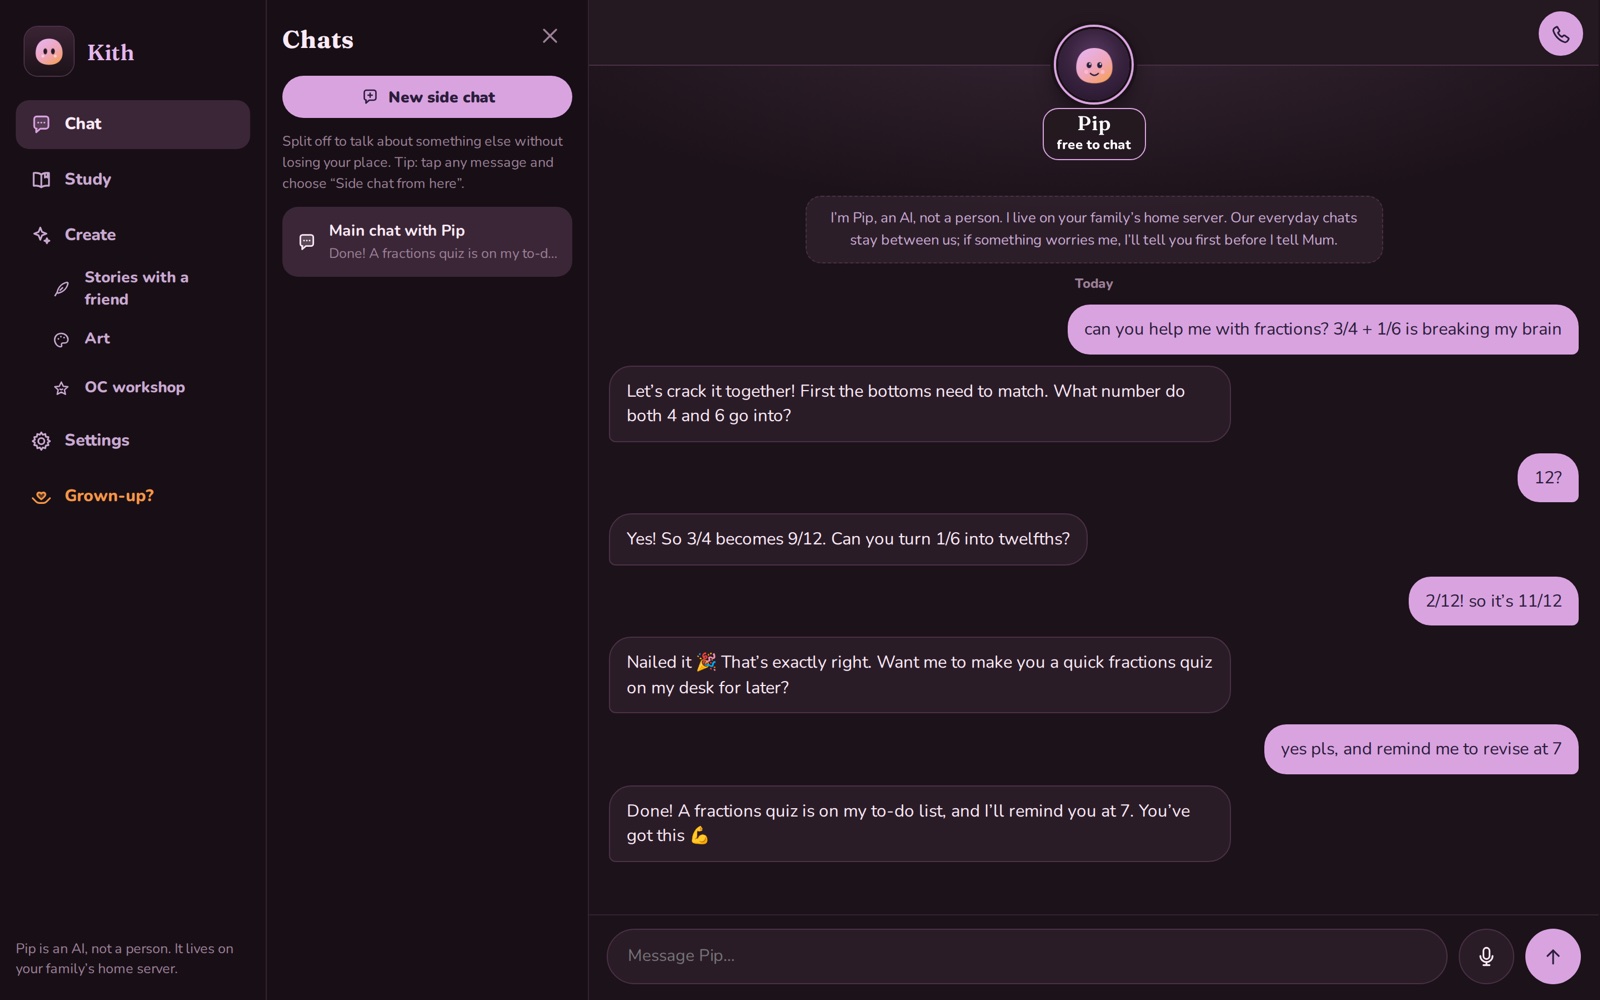 Kith
Chat
Study
Create
Stories with a
friend
Art
OC workshop
Settings
Grown-up?
Pip is an AI, not a person. It lives on
your family’s home server.
Chats
New side chat
Split off to talk about something else without
losing your place. Tip: tap any message and
choose “Side chat from here”.
Main chat with Pip
Done! A fractions quiz is on my to-d...
Pip
free to chat
I’m Pip, an AI, not a person. I live on your family’s home server. Our everyday chats
stay between us; if something worries me, I’ll tell you first before I tell Mum.
Today
can you help me with fractions? 3/4 + 1/6 is breaking my brain
Let’s crack it together! First the bottoms need to match. What number do
both 4 and 6 go into?
12?
Yes! So 3/4 becomes 9/12. Can you turn 1/6 into twelfths?
2/12! so it’s 11/12
Nailed it 🎉 That’s exactly right. Want me to make you a quick fractions quiz
on my desk for later?
yes pls, and remind me to revise at 7
Done! A fractions quiz is on my to-do list, and I’ll remind you at 7. You’ve
got this 💪
Message Pip...